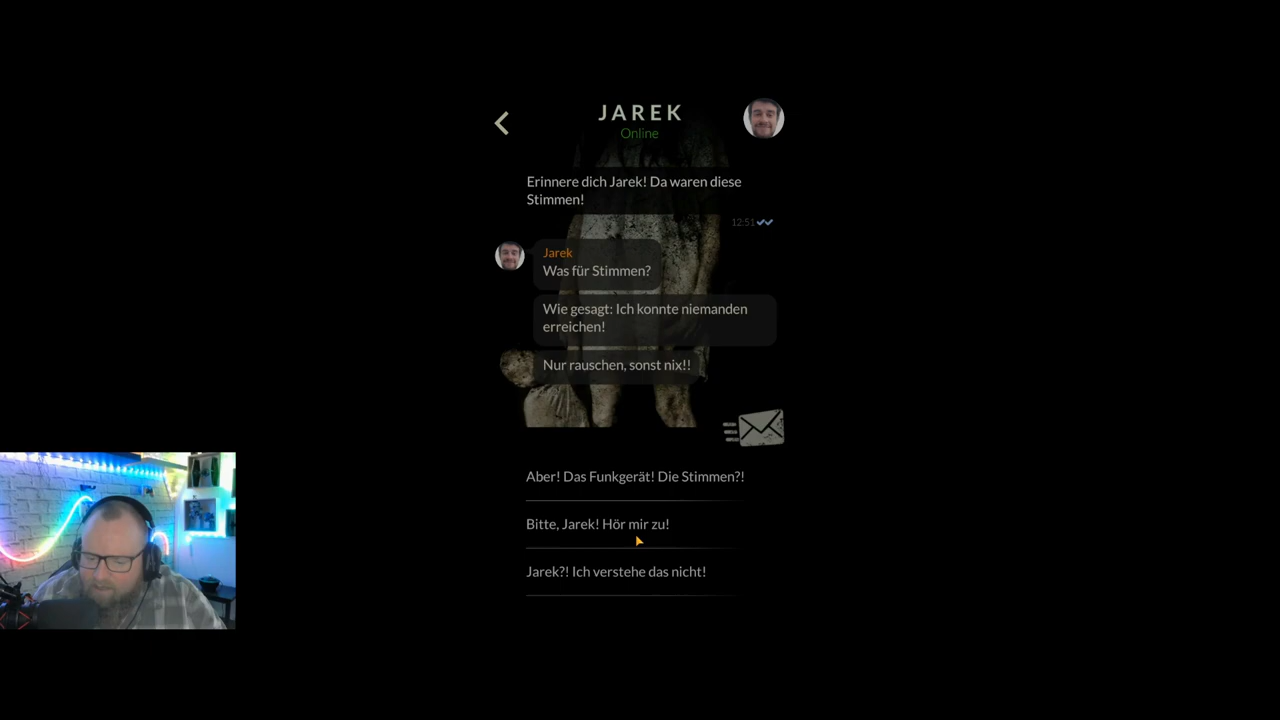 JAREK
Online
Erinnere dich Jarek! Da waren diese
Stimmen!
12:51
Jarek
Was für Stimmen?
Wie gesagt: Ich konnte niemanden
erreichen!
Nur rauschen, sonst nix!!
Aber! Das Funkgerät! Die Stimmen?!
Bitte, Jarek! Hör mir zu!
Jarek?! Ich verstehe das nicht!